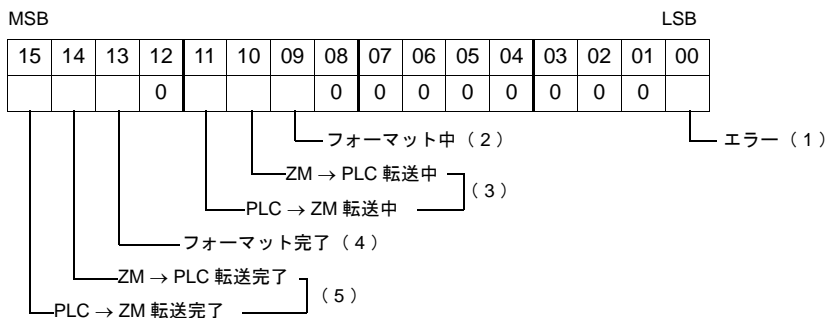 MSB LSB
15 14 13 12 11 10 09 08 07 06 05 04 03 02 01 00
0 0 0 0 0 0 0 0 0
フォーマット中（2） エラー（1）
ZM → PLC 転送中
（3）
PLC → ZM 転送中
フォーマット完了（4）
ZM → PLC 転送完了
（5）
PLC → ZM 転送完了